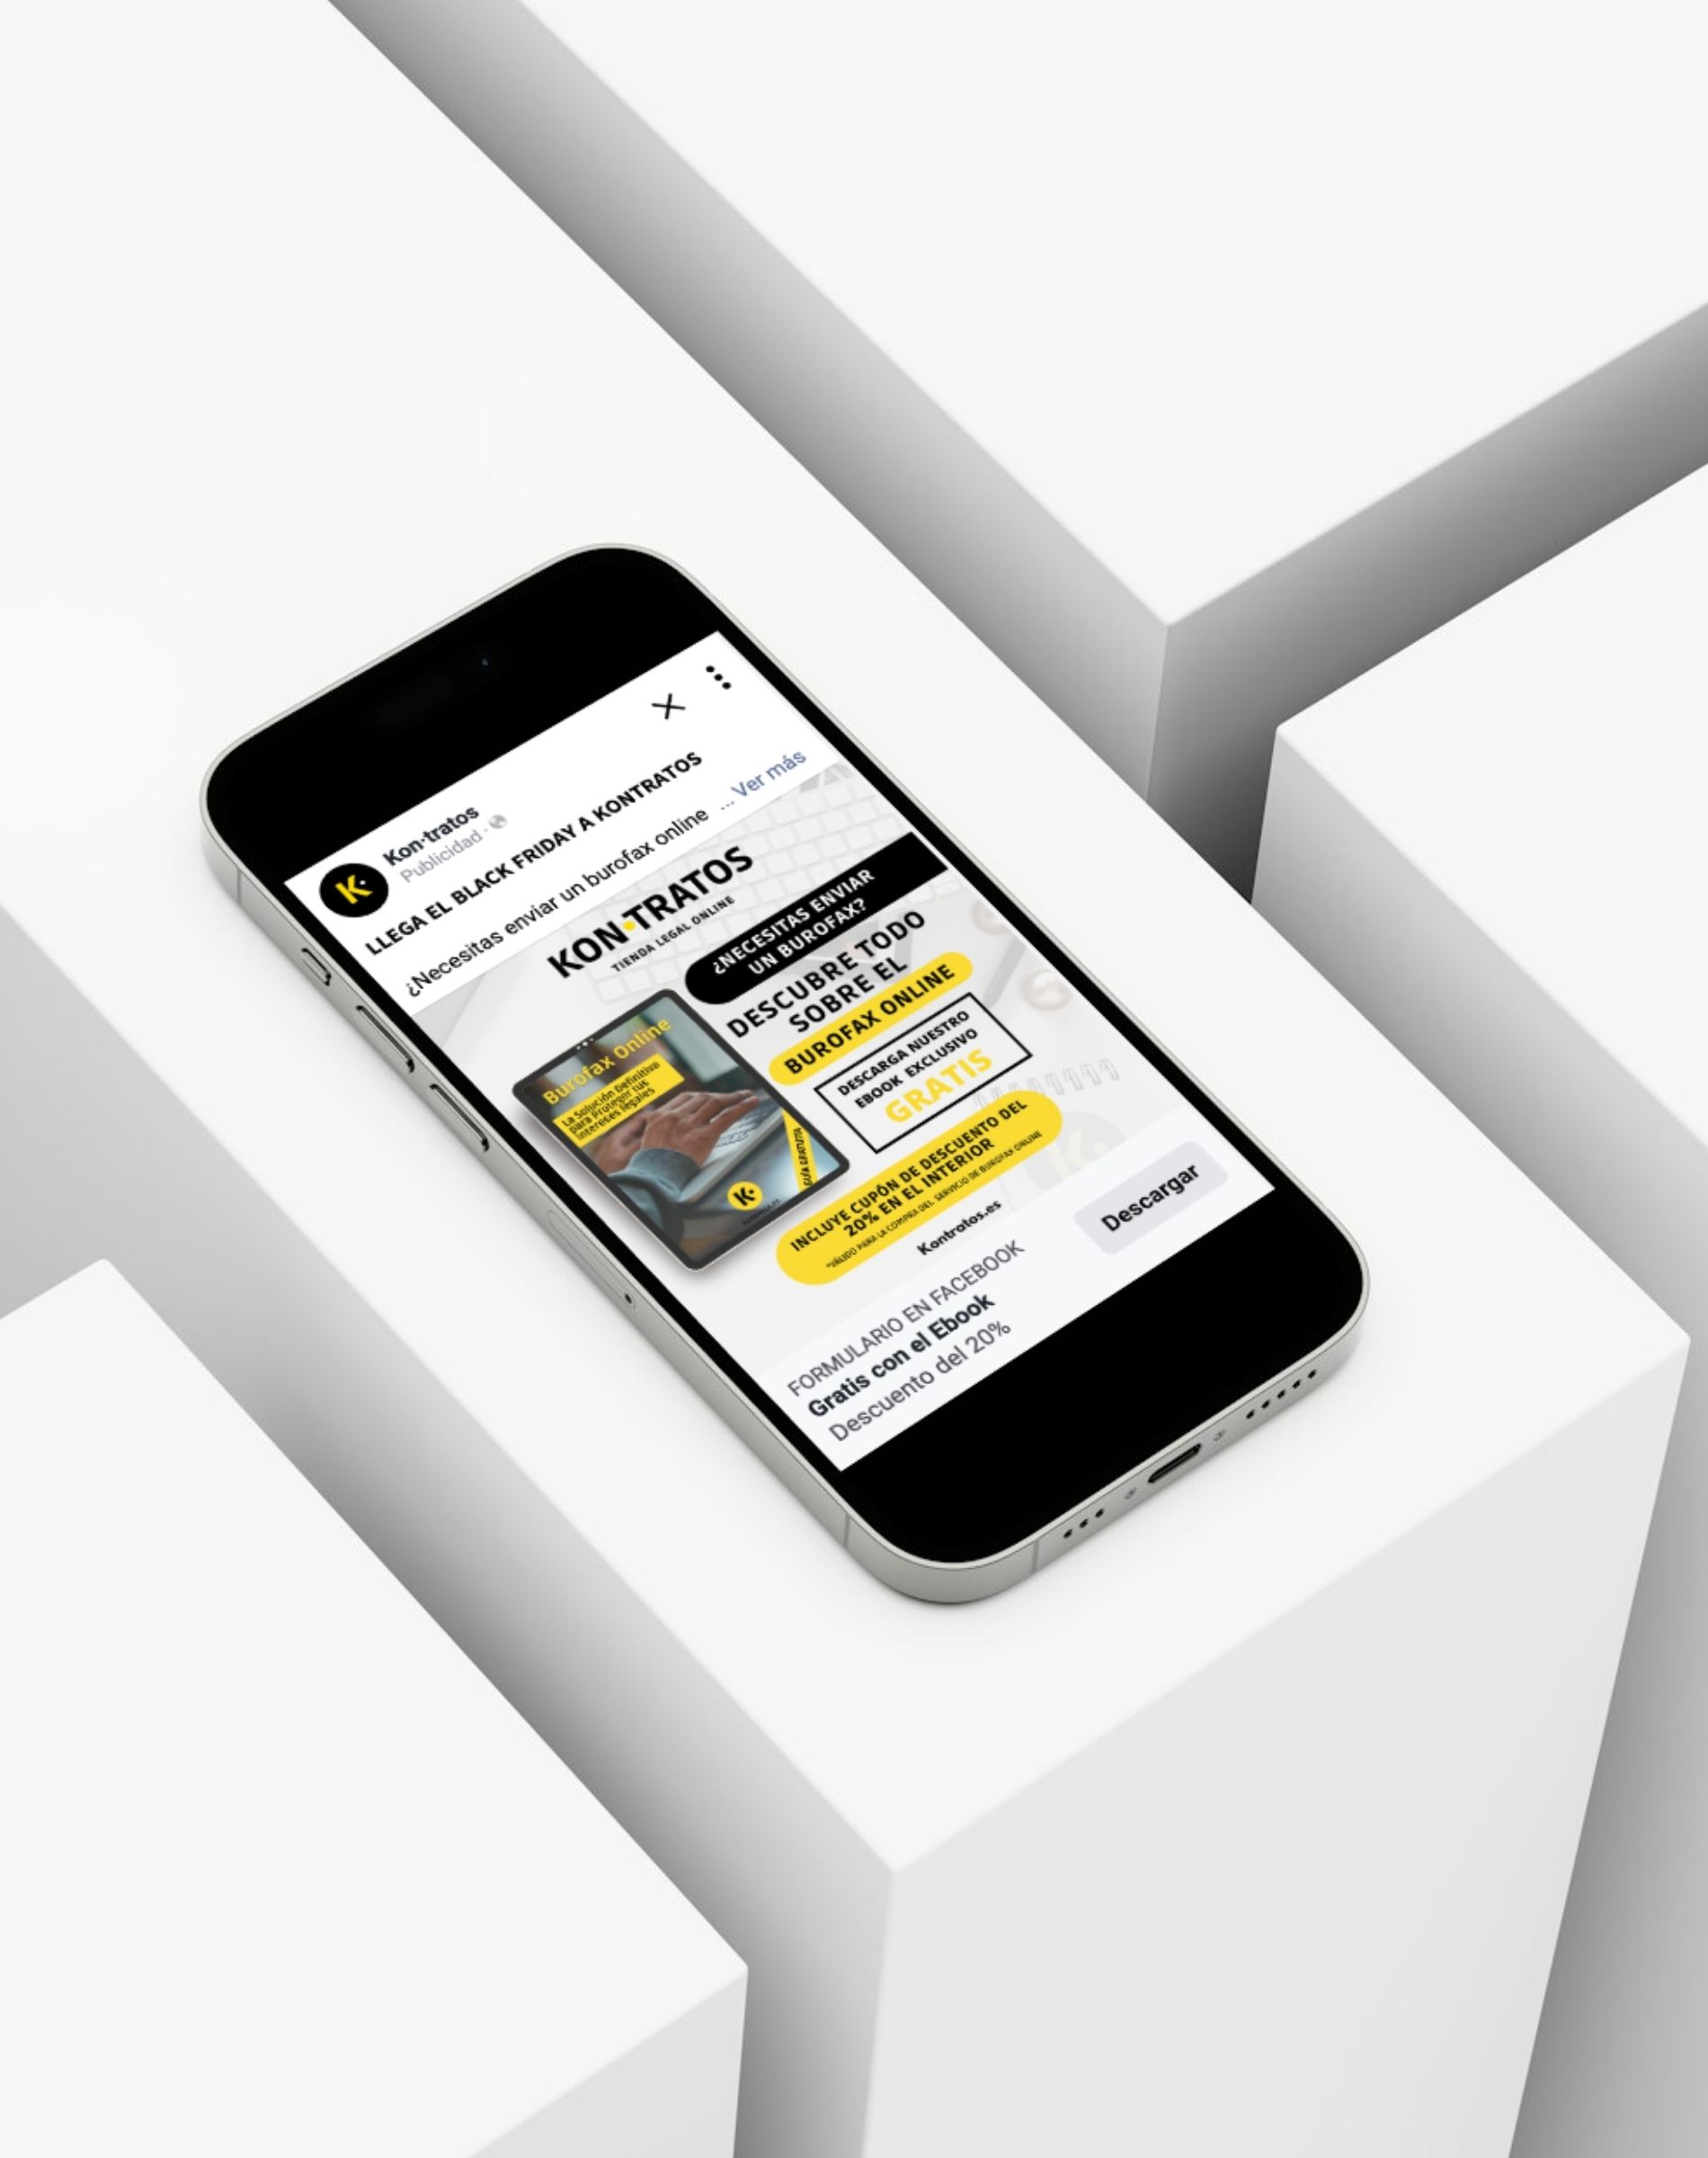 K·
Kon·tratos
Publicidad ·
LLEGA EL BLACK FRIDAY A KONTRATOS
¿Necesitas enviar un burofax online ... Ver más
KON·TRATOS
TIENDA LEGAL ONLINE
¿NECESITAS ENVIAR
UN BUROFAX?
DESCUBRE TODO
SOBRE EL
BUROFAX ONLINE
DESCARGA NUESTRO
EBOOK EXCLUSIVO
GRATIS
Burofax Online
La Solución Definitiva
para Proteger tus
Intereses legales
GUÍA GRATUITA
K·
INCLUYE CUPÓN DE DESCUENTO DEL
20% EN EL INTERIOR
*VÁLIDO PARA LA COMPRA DEL SERVICIO DE BUROFAX ONLINE
Kontratos.es
K·
FORMULARIO EN FACEBOOK
Gratis con el Ebook
Descuento del 20%
Descargar